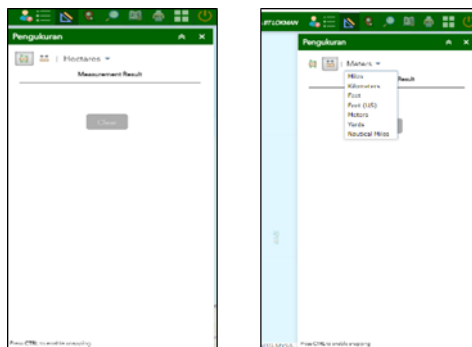 Pengukuran
Hectares
Measurement Result
Clear
Press CTRL to enable snapping
LOKMAN
Pengukuran
Meters
Miles
Kilometers
Feet
Feet (US)
Meters
Yards
Nautical Miles
Result
Press CTRL to enable snapping